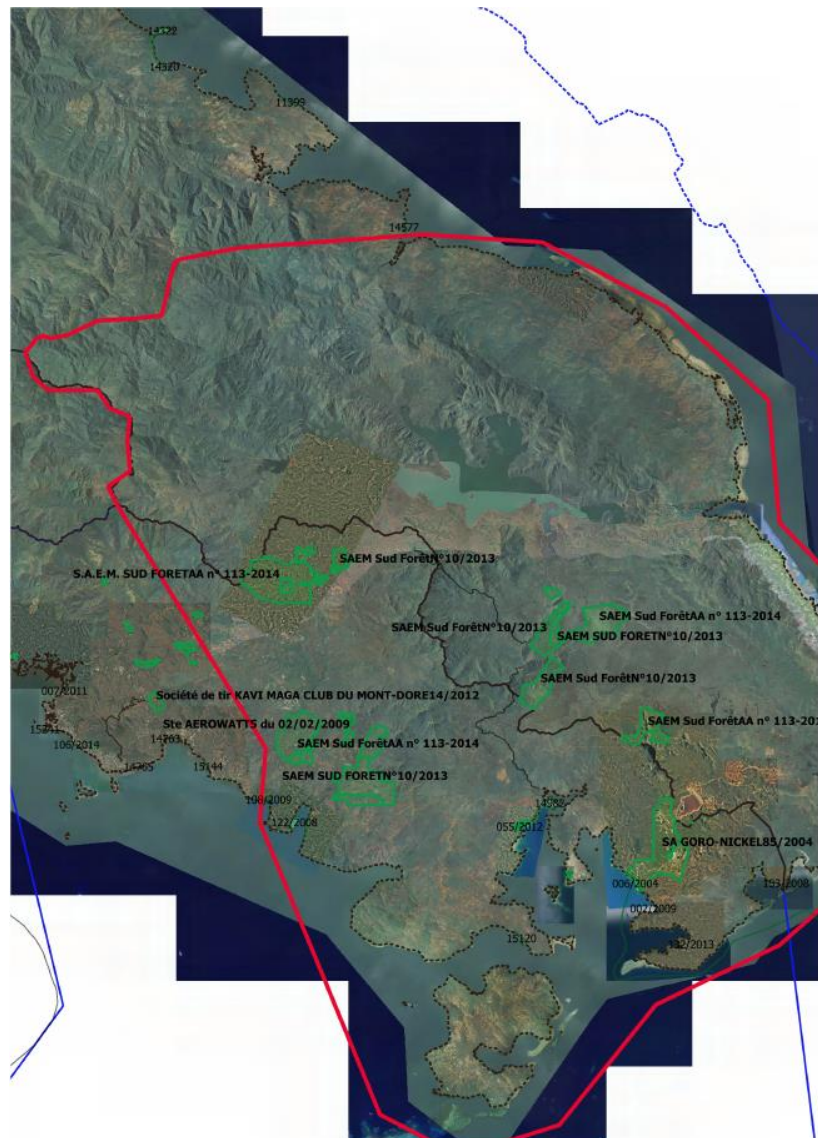 14322
14320
11399
14577
SAEM Sud ForêtN°10/2013
S.A.E.M. SUD FORETAA n° 113-2014
SAEM Sud ForêtAA n° 113-2014
SAEM Sud ForêtN°10/2013
SAEM SUD FORETN°10/2013
SAEM Sud ForêtN°10/2013
007/2011
Société de tir KAVI MAGA CLUB DU MONT-DORE14/2012
Ste AEROWATT5 du 02/02/2009
SAEM Sud ForêtAA n° 113-201
106/2014
14263
SAEM Sud ForêtAA n° 113-2014
14265
15144
SAEM SUD FORETN°10/2013
122/2008
055/2012
SA GORO-NICKEL85/2004
006/2004
193/2008
002/2009
15120
132/2013